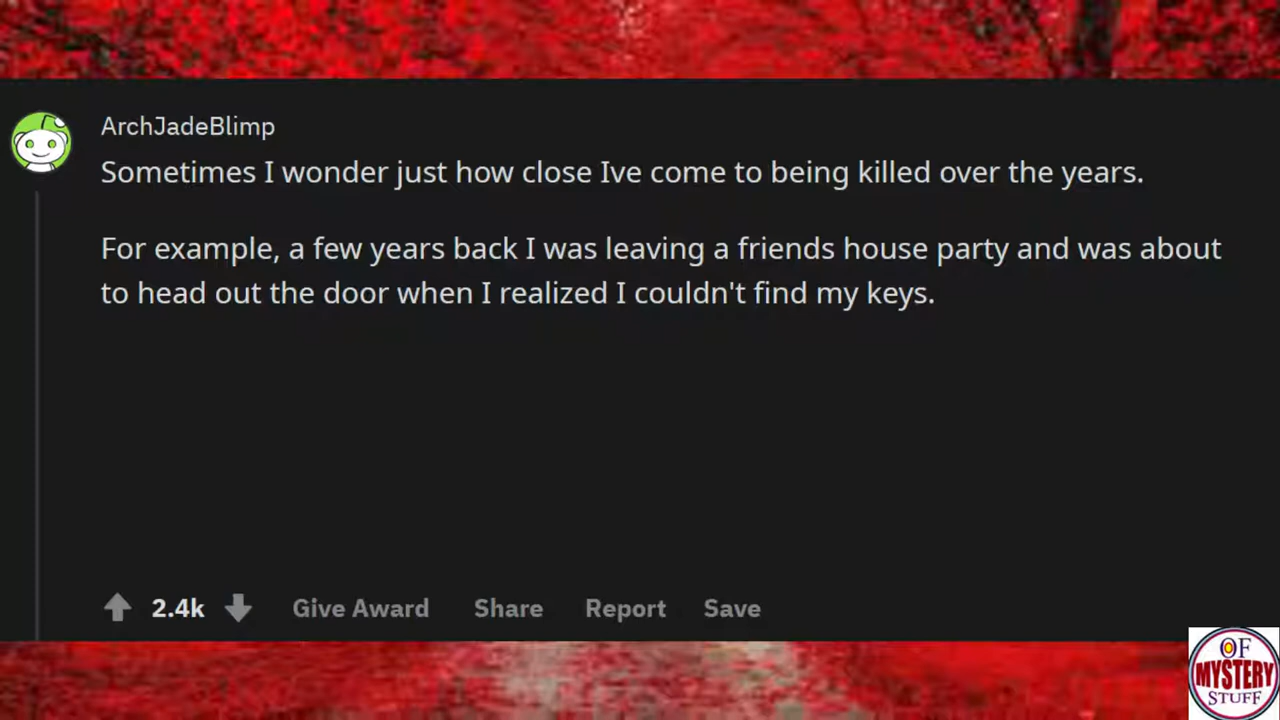 ArchJadeBlimp
Sometimes I wonder just how close Ive come to being killed over the years.
For example, a few years back I was leaving a friends house party and was about
to head out the door when I realized I couldn't find my keys.
2.4k Give Award Share Report Save
OF
MYSTERY
STUFF